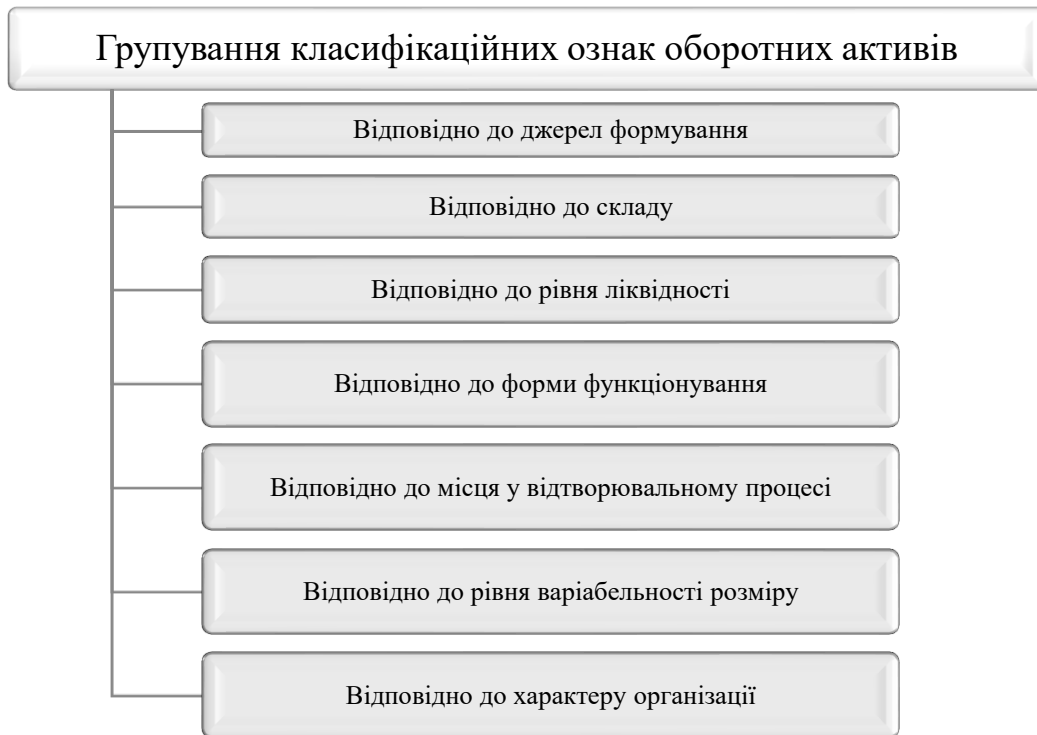 Групування класифікаційних ознак оборотних активів
Відповідно до джерел формування
Відповідно до складу
Відповідно до рівня ліквідності
Відповідно до форми функціонування
Відповідно до місця у відтворювальному процесі
Відповідно до рівня варіабельності розміру
Відповідно до характеру організації